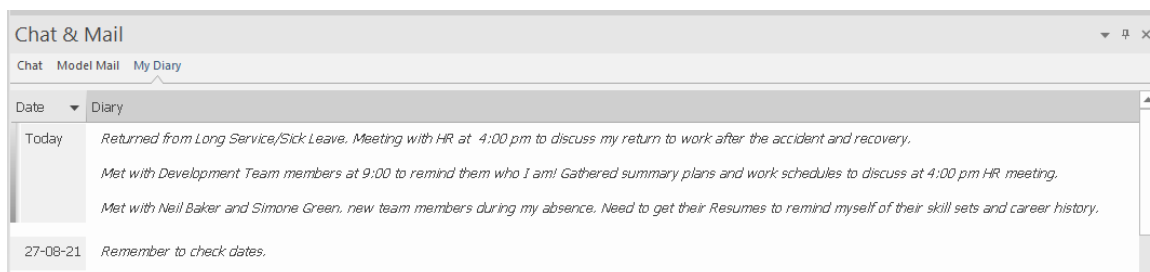 Chat & Mail
Chat Model Mail My Diary
Date Diary
Today Returned from Long Service/Sick Leave. Meeting with HR at 4:00 pm to discuss my return to work after the accident and recovery.
Met with Development Team members at 9:00 to remind them who I am! Gathered summary plans and work schedules to discuss at 4:00 pm HR meeting.
Met with Neil Baker and Simone Green, new team members during my absence. Need to get their Resumes to remind myself of their skill sets and career history.
27-08-21 Remember to check dates.